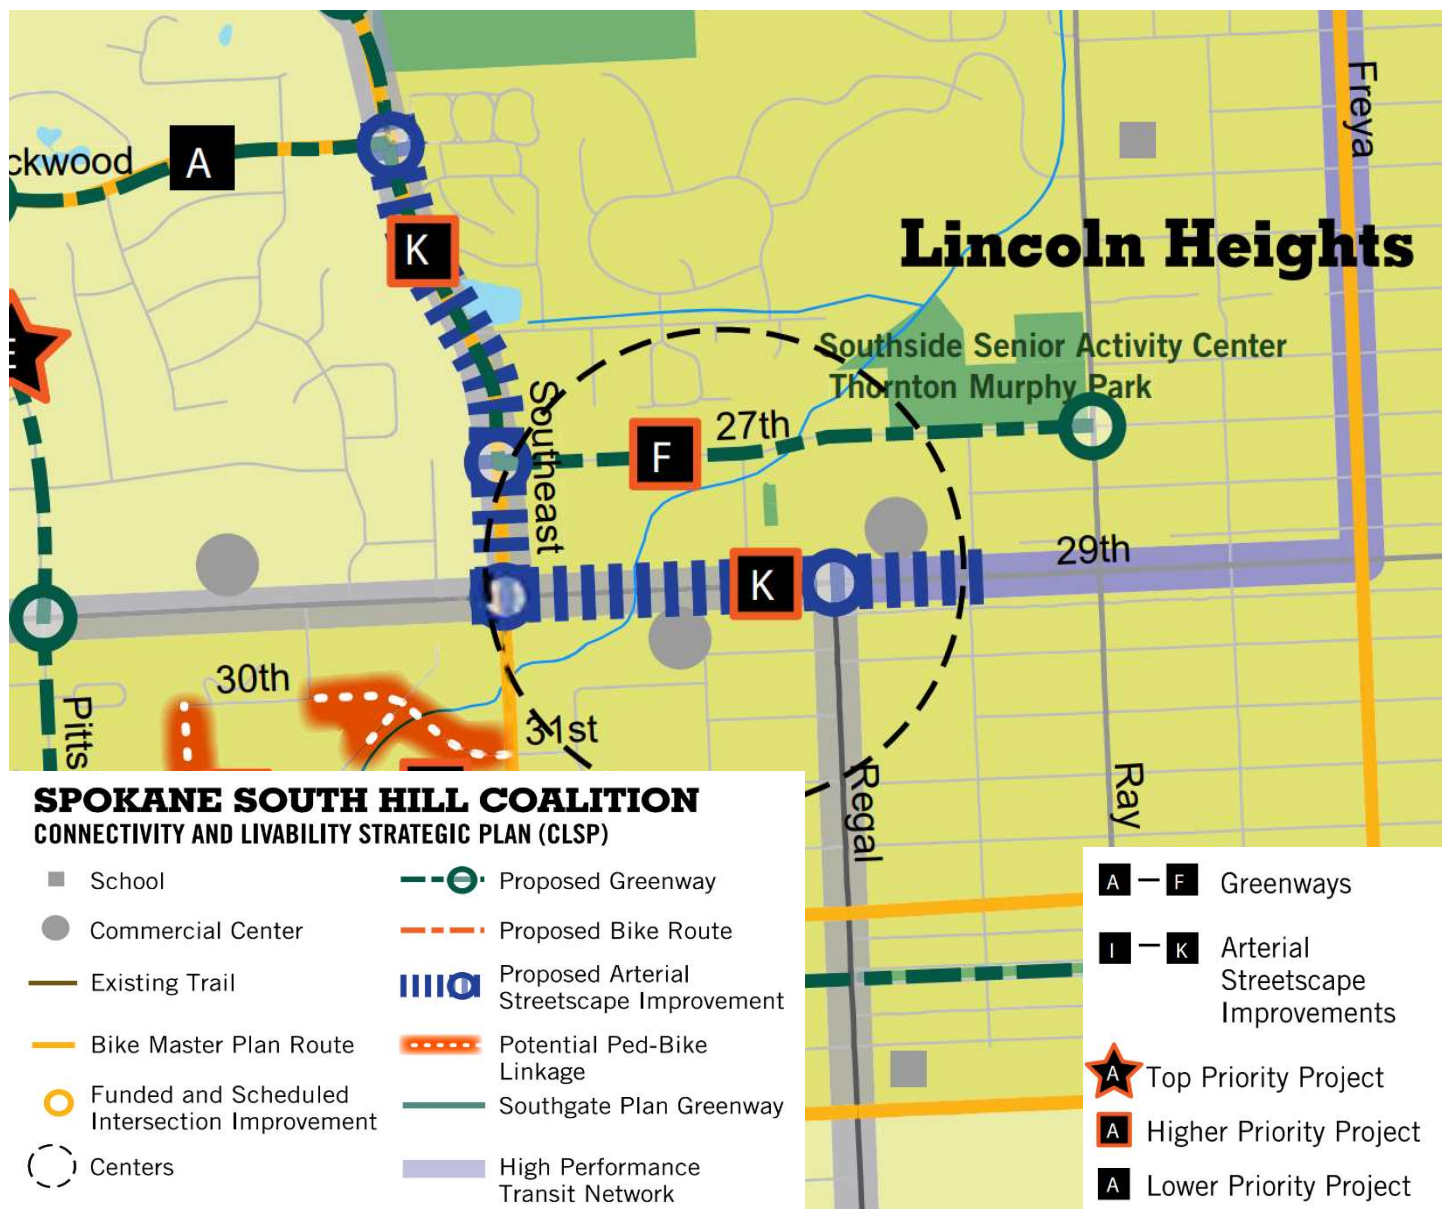 Freya
ckwood
A
K
Lincoln Heights
E
Southside Senior Activity Center
Thornton Murphy Park
Southeast
27th
F
29th
K
30th
Pitts
31st
Regal
Ray
SPOKANE SOUTH HILL COALITION
CONNECTIVITY AND LIVABILITY STRATEGIC PLAN (CLSP)
School
Commercial Center
Existing Trail
Bike Master Plan Route
Funded and Scheduled
Intersection Improvement
Centers
Proposed Greenway
Proposed Bike Route
Proposed Arterial
Streetscape Improvement
Potential Ped-Bike
Linkage
Southgate Plan Greenway
High Performance
Transit Network
A – F Greenways
I – K Arterial
Streetscape
Improvements
A Top Priority Project
A Higher Priority Project
A Lower Priority Project